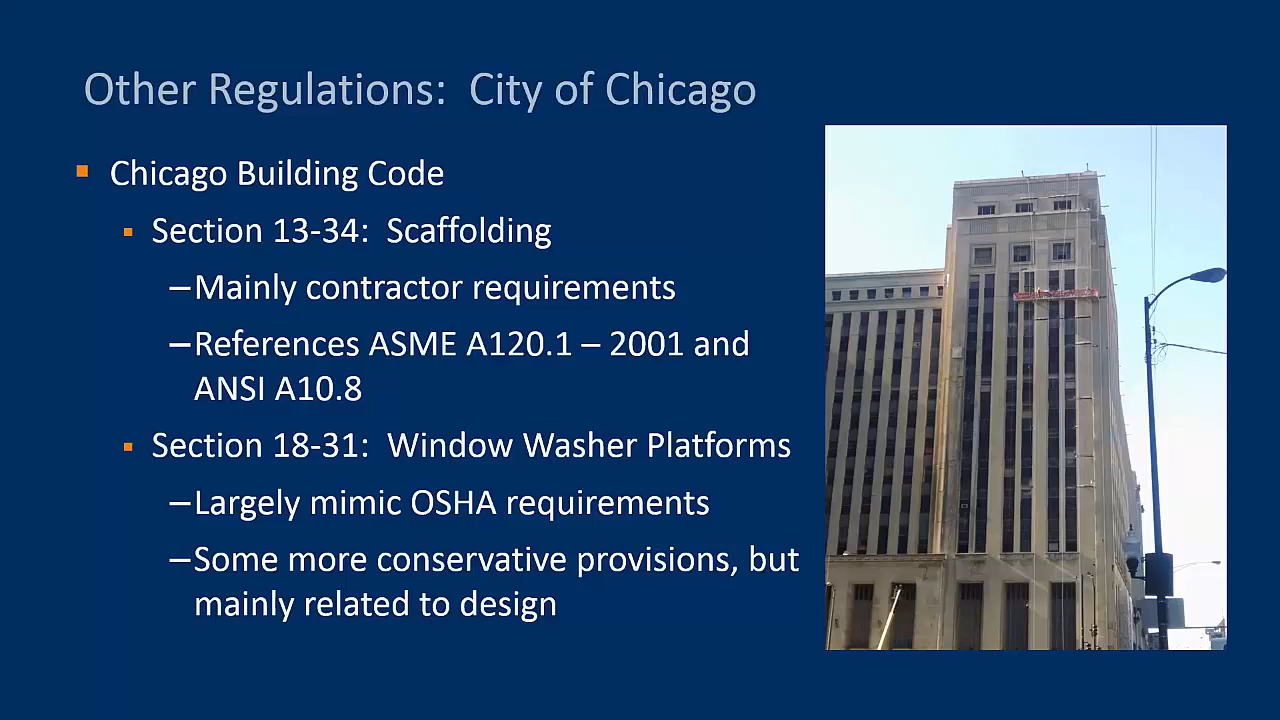 Other Regulations:  City of Chicago
▪ Chicago Building Code
▪ Section 13-34:  Scaffolding
–Mainly contractor requirements
–References ASME A120.1 – 2001 and
ANSI A10.8
▪ Section 18-31:  Window Washer Platforms
–Largely mimic OSHA requirements
–Some more conservative provisions, but
mainly related to design